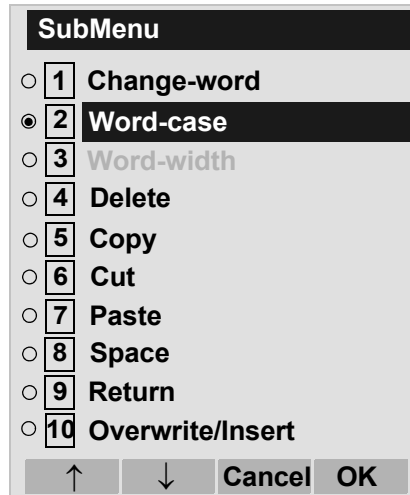 SubMenu
1 Change-word
2 Word-case
3 Word-width
4 Delete
5 Copy
6 Cut
7 Paste
8 Space
9 Return
10 Overwrite/Insert
↑ ↓ Cancel OK